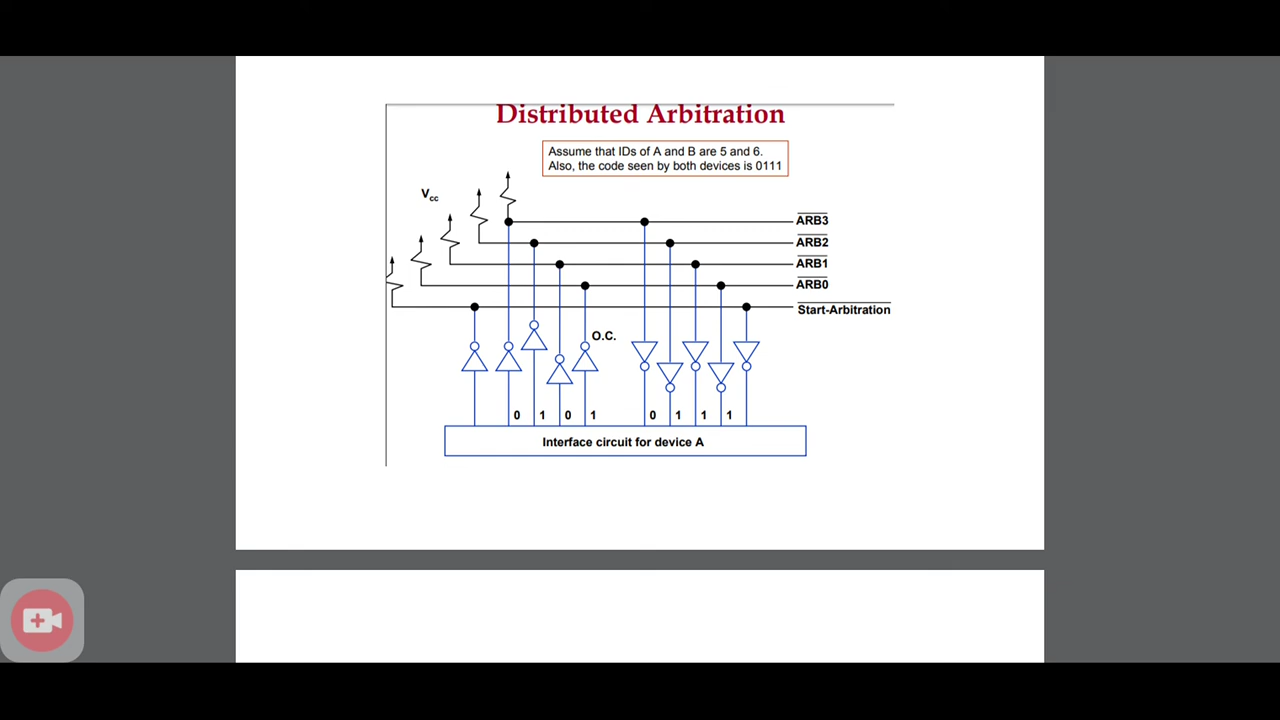 Distributed Arbitration
Assume that IDs of A and B are 5 and 6.
Also, the code seen by both devices is 0111
Vcc
ARB3
ARB2
ARB1
ARB0
Start-Arbitration
O.C.
0 1 0 1 0 1 1 1
Interface circuit for device A